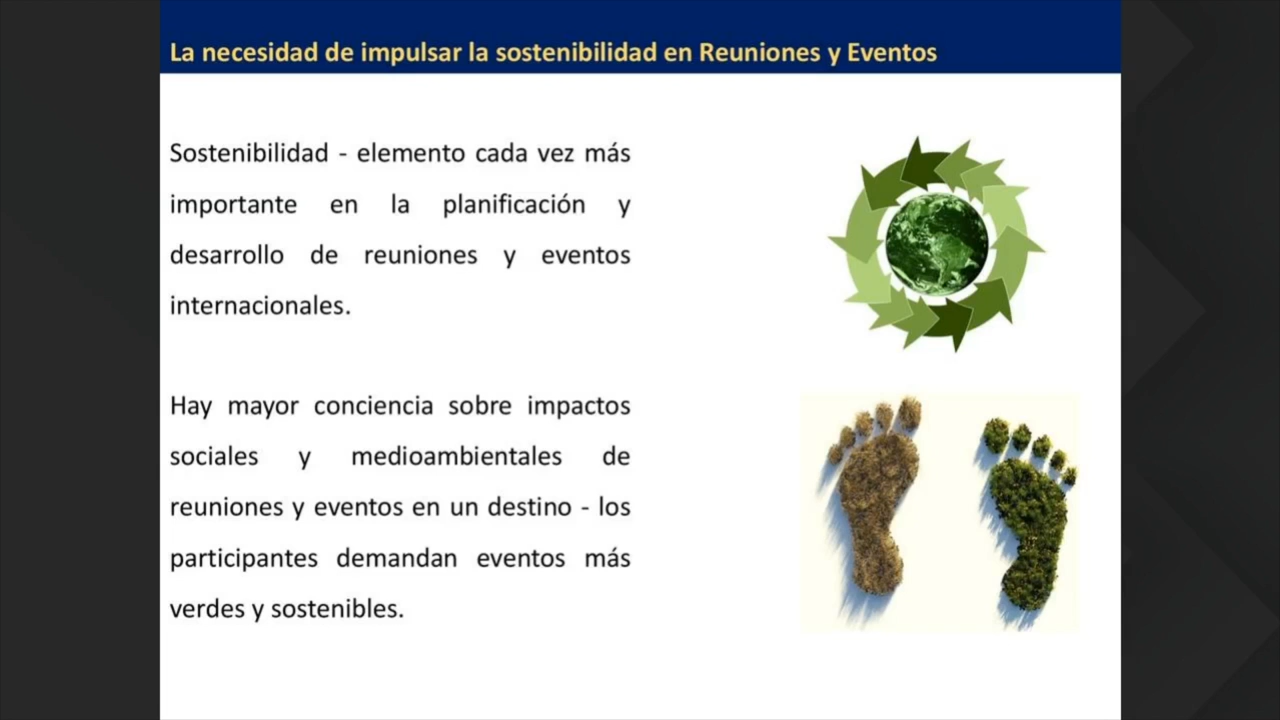 La necesidad de impulsar la sostenibilidad en Reuniones y Eventos
Sostenibilidad - elemento cada vez más
importante en la planificación y
desarrollo de reuniones y eventos
internacionales.
Hay mayor conciencia sobre impactos
sociales y medioambientales de
reuniones y eventos en un destino - los
participantes demandan eventos más
verdes y sostenibles.